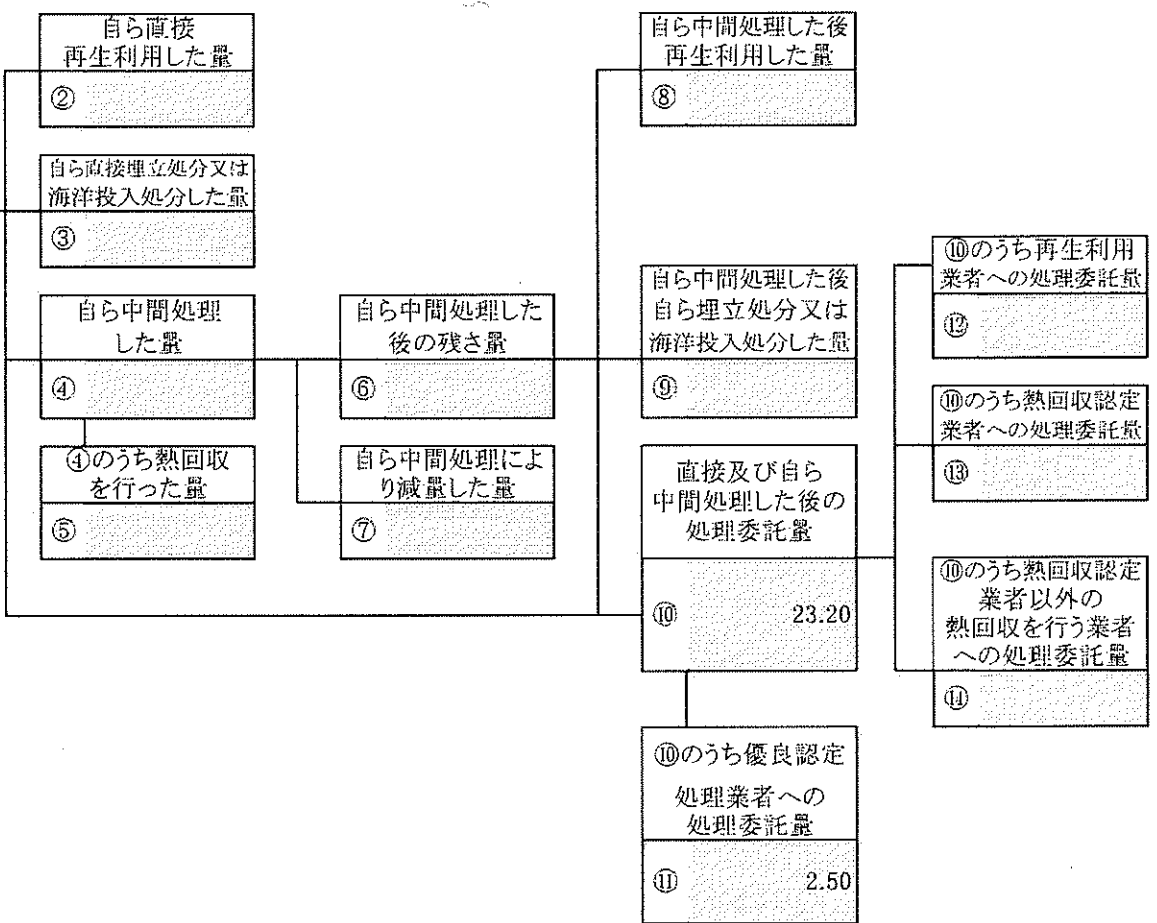 自ら直接
再生利用した量
②
自ら直接埋立処分又は
海洋投入処分した量
③
自ら中間処理
した量
④
④のうち熱回収
を行った量
⑤
自ら中間処理した
後の残さ量
⑥
自ら中間処理によ
り減量した量
⑦
自ら中間処理した後
再生利用した量
⑧
自ら中間処理した後
自ら埋立処分又は
海洋投入処分した量
⑨
直接及び自ら
中間処理した後の
処理委託量
⑩ 23.20
⑩のうち優良認定
処理業者への
処理委託量
⑪ 2.50
⑩のうち再生利用
業者への処理委託量
⑫
⑩のうち熱回収認定
業者への処理委託量
⑬
⑩のうち熱回収認定
業者以外の
熱回収を行う業者
への処理委託量
⑭